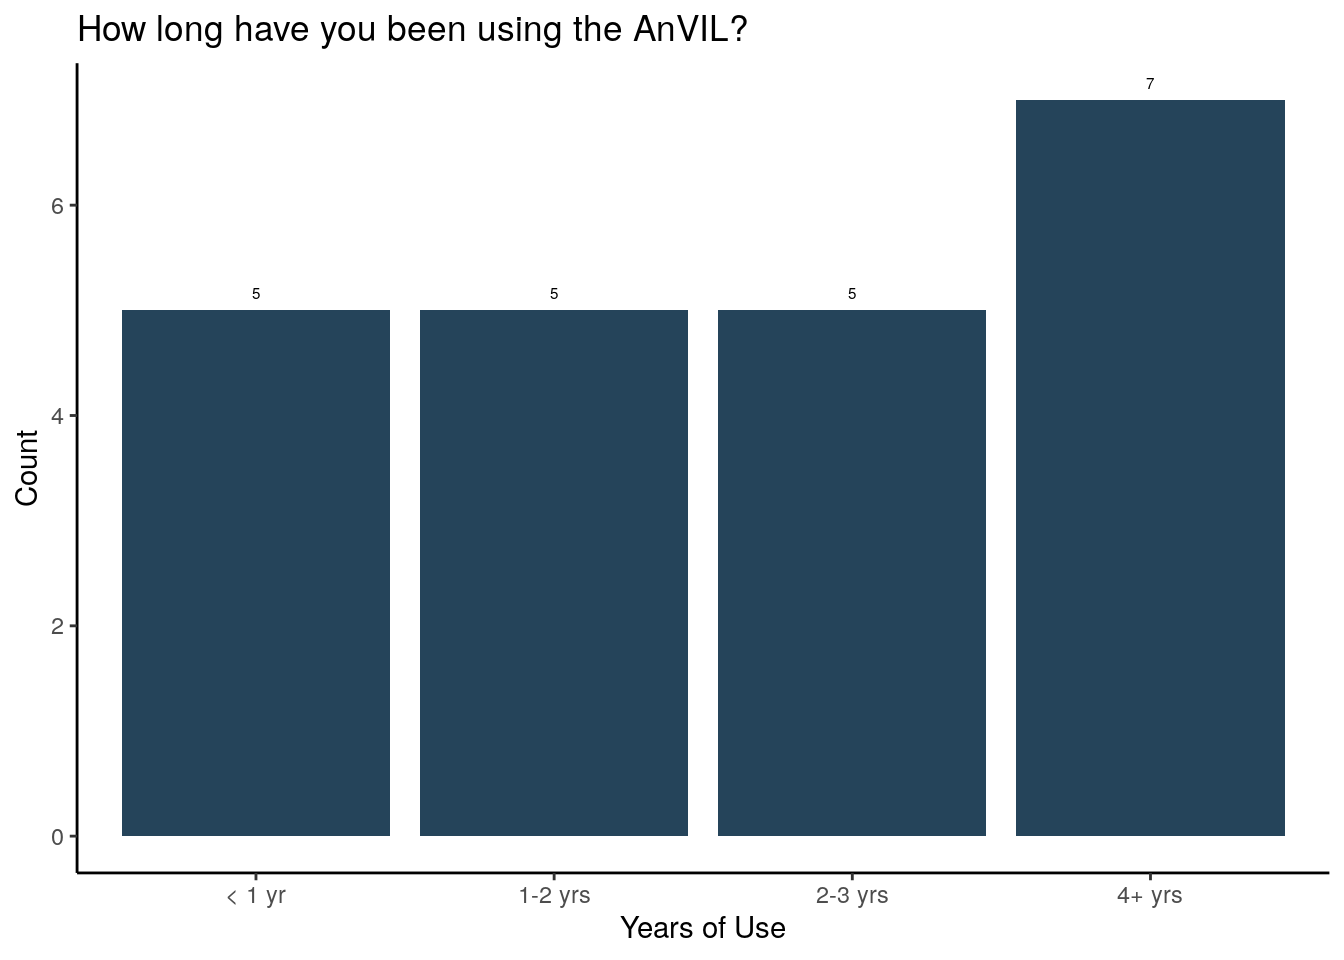 How long have you been using the AnVIL?
7
6
5 5 5
4
Count
2
0
< 1 yr 1-2 yrs 2-3 yrs 4+ yrs
Years of Use